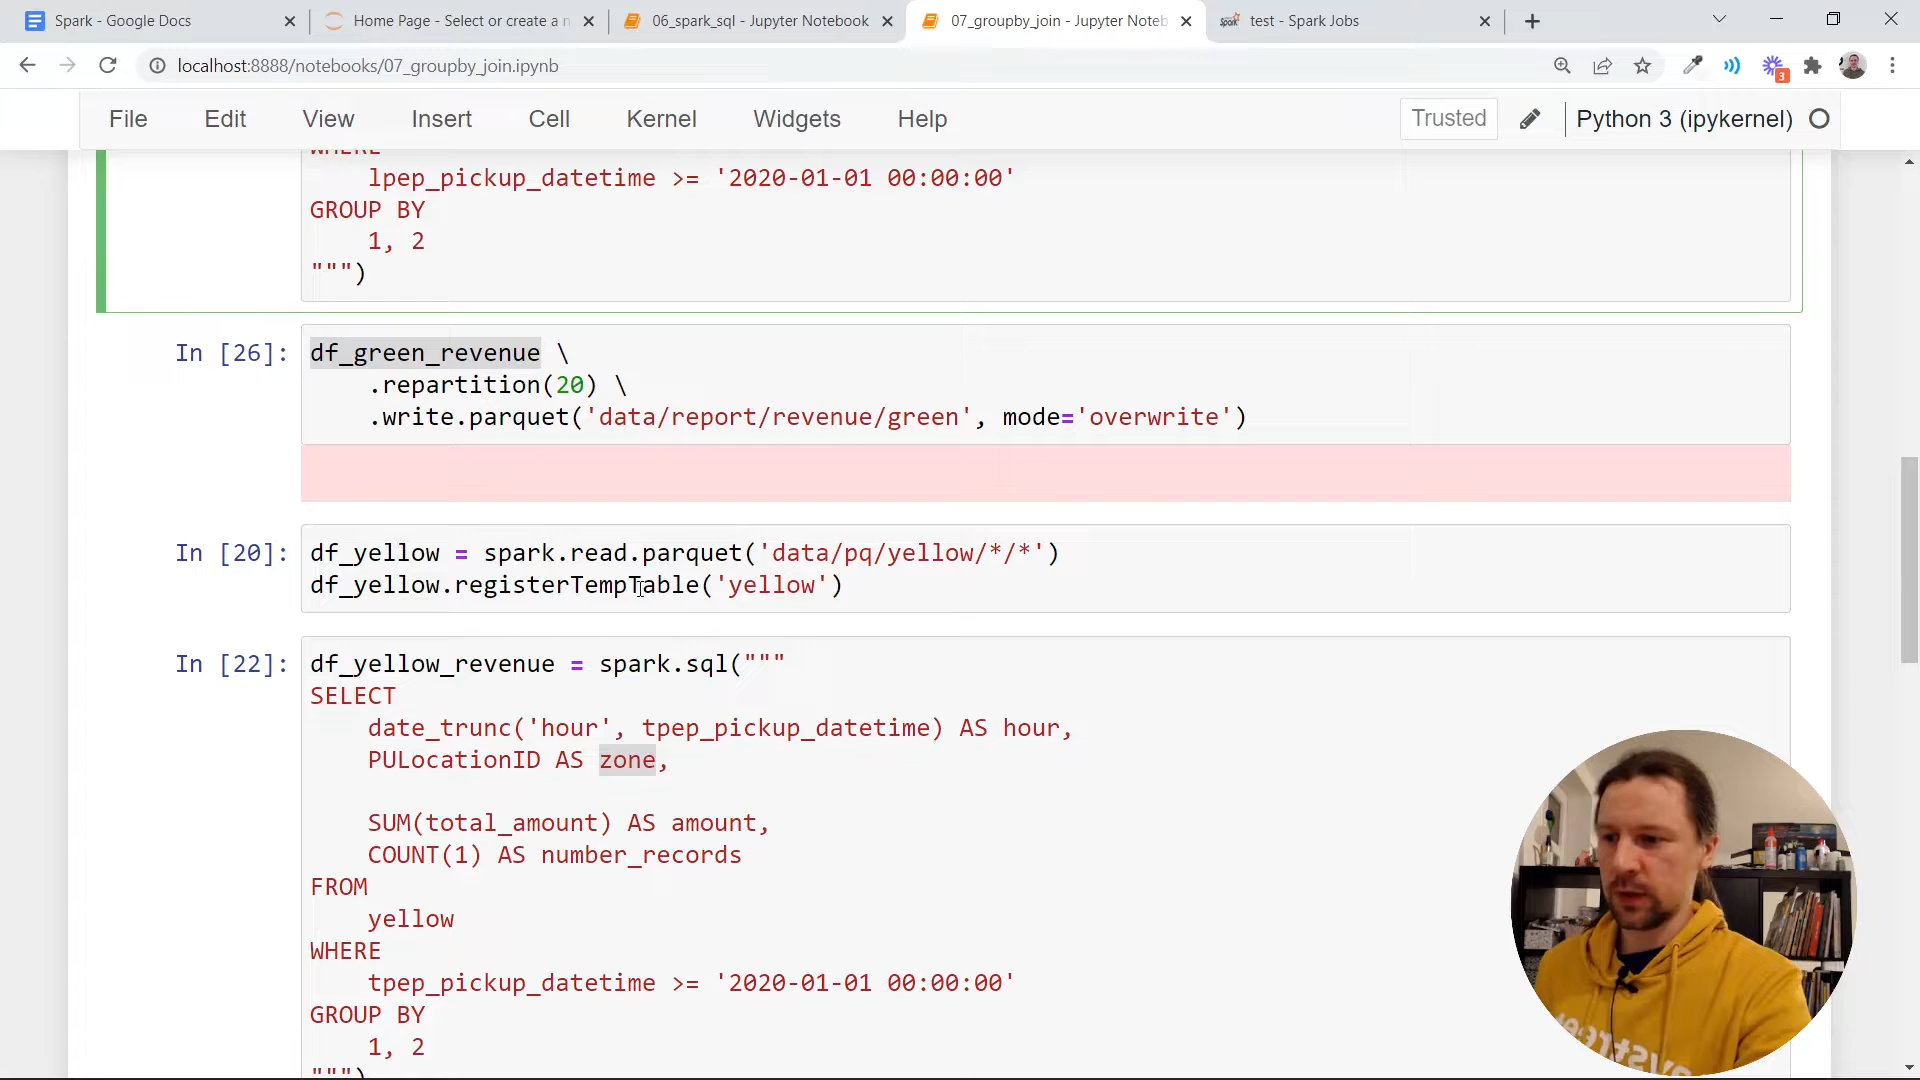 Spark - Google Docs
Home Page - Select or create a n
06_spark_sql - Jupyter Notebook
07_groupby_join - Jupyter Noteb
test - Spark Jobs
localhost:8888/notebooks/07_groupby_join.ipynb
3
File Edit View Insert Cell Kernel Widgets Help
Trusted
Python 3 (ipykernel)
WHERE
lpep_pickup_datetime >= '2020-01-01 00:00:00'
GROUP BY
1, 2
""")
In [26]:
df_green_revenue \
.repartition(20) \
.write.parquet('data/report/revenue/green', mode='overwrite')
In [20]:
df_yellow = spark.read.parquet('data/pq/yellow/*/*')
df_yellow.registerTempTable('yellow')
In [22]:
df_yellow_revenue = spark.sql("""
SELECT
date_trunc('hour', tpep_pickup_datetime) AS hour,
PULocationID AS zone,
SUM(total_amount) AS amount,
COUNT(1) AS number_records
FROM
yellow
WHERE
tpep_pickup_datetime >= '2020-01-01 00:00:00'
GROUP BY
1, 2
""")